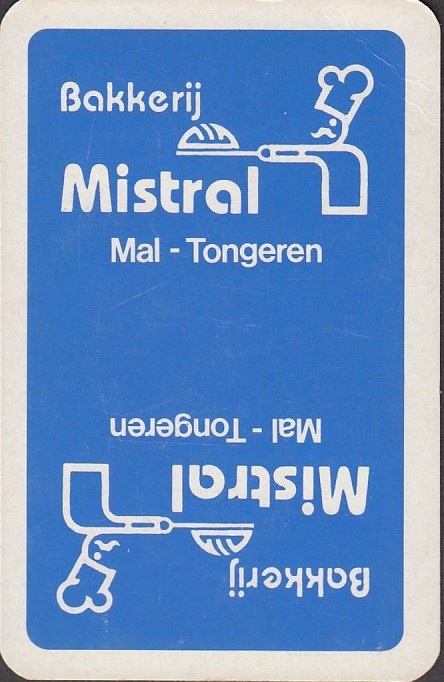 Bakkerij
Mistral
Mal - Tongeren
Mal - Tongeren
Mistral
Bakkerij